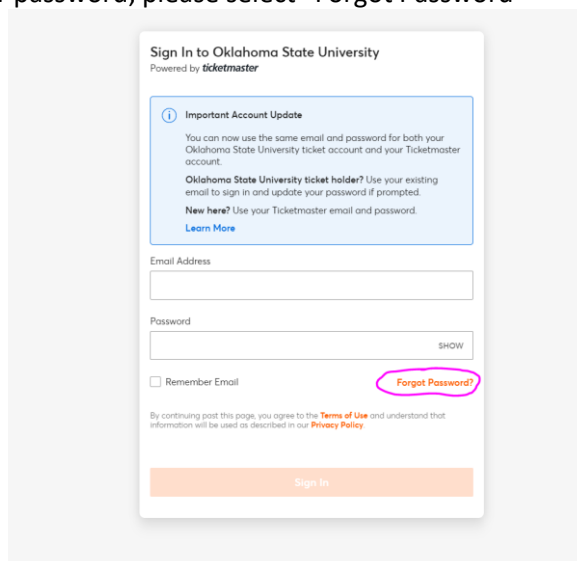 password, please select "Forgot Password"
Sign In to Oklahoma State University
Powered by ticketmaster
Important Account Update
You can now use the same email and password for both your
Oklahoma State University ticket account and your Ticketmaster
account.
Oklahoma State University ticket holder? Use your existing
email to sign in and update your password if prompted.
New here? Use your Ticketmaster email and password.
Learn More
Email Address
Password
SHOW
Remember Email Forgot Password?
By continuing past this page, you agree to the Terms of Use and understand that
information will be used as described in our Privacy Policy.
Sign In